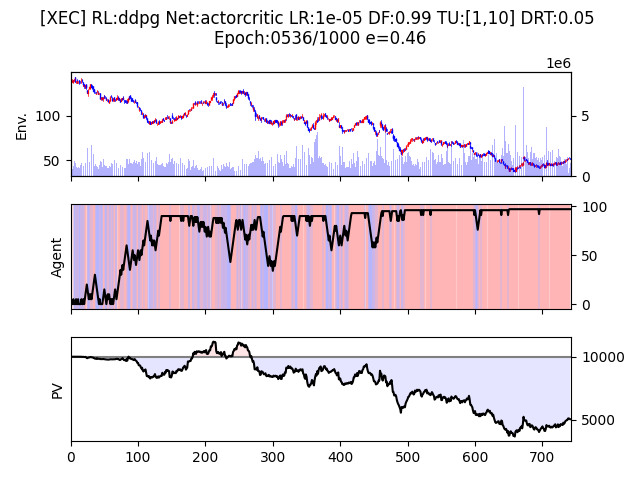 [XEC] RL:ddpg Net:actorcritic LR:1e-05 DF:0.99 TU:[1,10] DRT:0.05
Epoch:0536/1000 e=0.46
1e6
Env.
100
50
5
0
Agent
100
50
0
PV
10000
5000
0 100 200 300 400 500 600 700